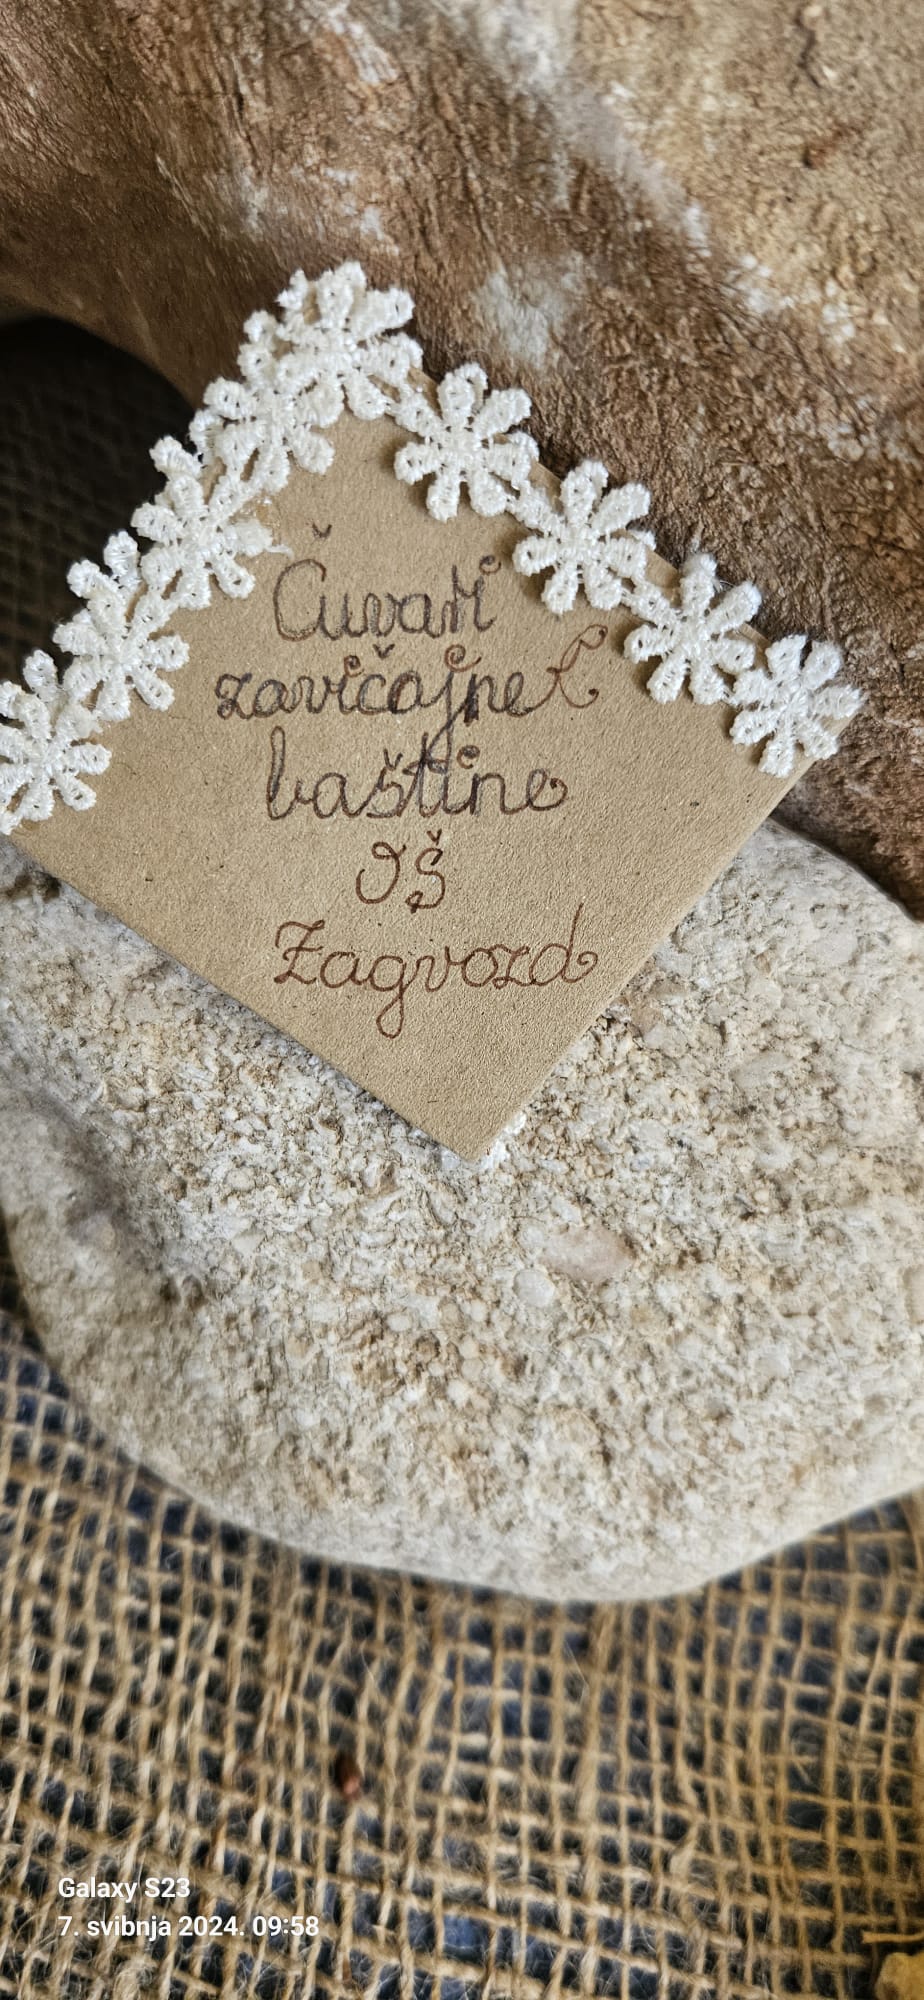 Čuvari
zavičajne
baštine
OŠ
Zagvozd
Galaxy S23
7. svibnja 2024. 09:58